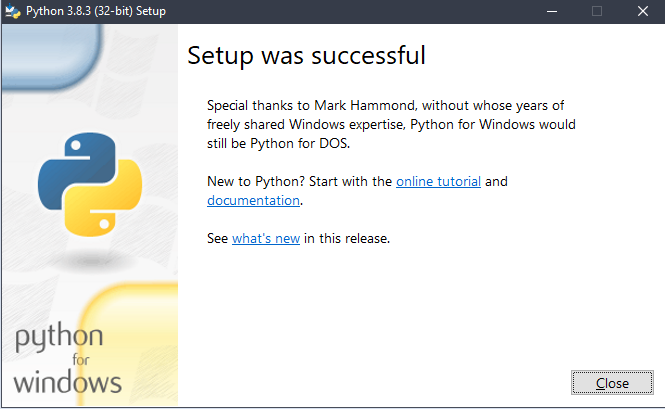 Python 3.8.3 (32-bit) Setup
Setup was successful
Special thanks to Mark Hammond, without whose years of
freely shared Windows expertise, Python for Windows would
still be Python for DOS.
New to Python? Start with the online tutorial and
documentation.
See what's new in this release.
python
for
windows
Close